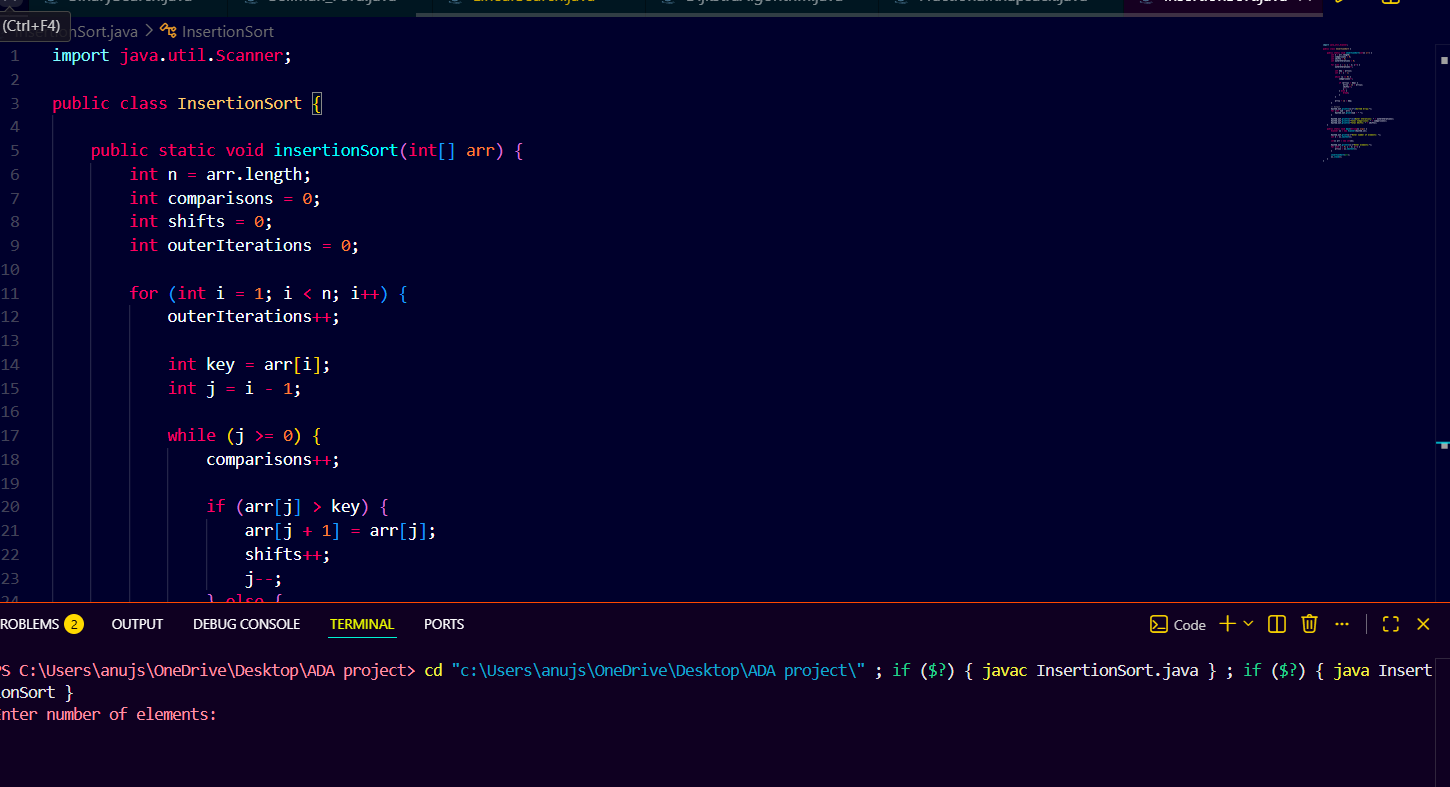 (Ctrl+F4)
nSort.java > InsertionSort
1 import java.util.Scanner;
2
3 public class InsertionSort {
4
5 public static void insertionSort(int[] arr) {
6 int n = arr.length;
7 int comparisons = 0;
8 int shifts = 0;
9 int outerIterations = 0;
10
11 for (int i = 1; i < n; i++) {
12 outerIterations++;
13
14 int key = arr[i];
15 int j = i - 1;
16
17 while (j >= 0) {
18 comparisons++;
19
20 if (arr[j] > key) {
21 arr[j + 1] = arr[j];
22 shifts++;
23 j--;
24 } else {
ROBLEMS 2 OUTPUT DEBUG CONSOLE TERMINAL PORTS Code
PS C:\Users\anujs\OneDrive\Desktop\ADA project> cd "c:\Users\anujs\OneDrive\Desktop\ADA project\" ; if ($?) { javac InsertionSort.java } ; if ($?) { java Insert
ionSort }
Enter number of elements: